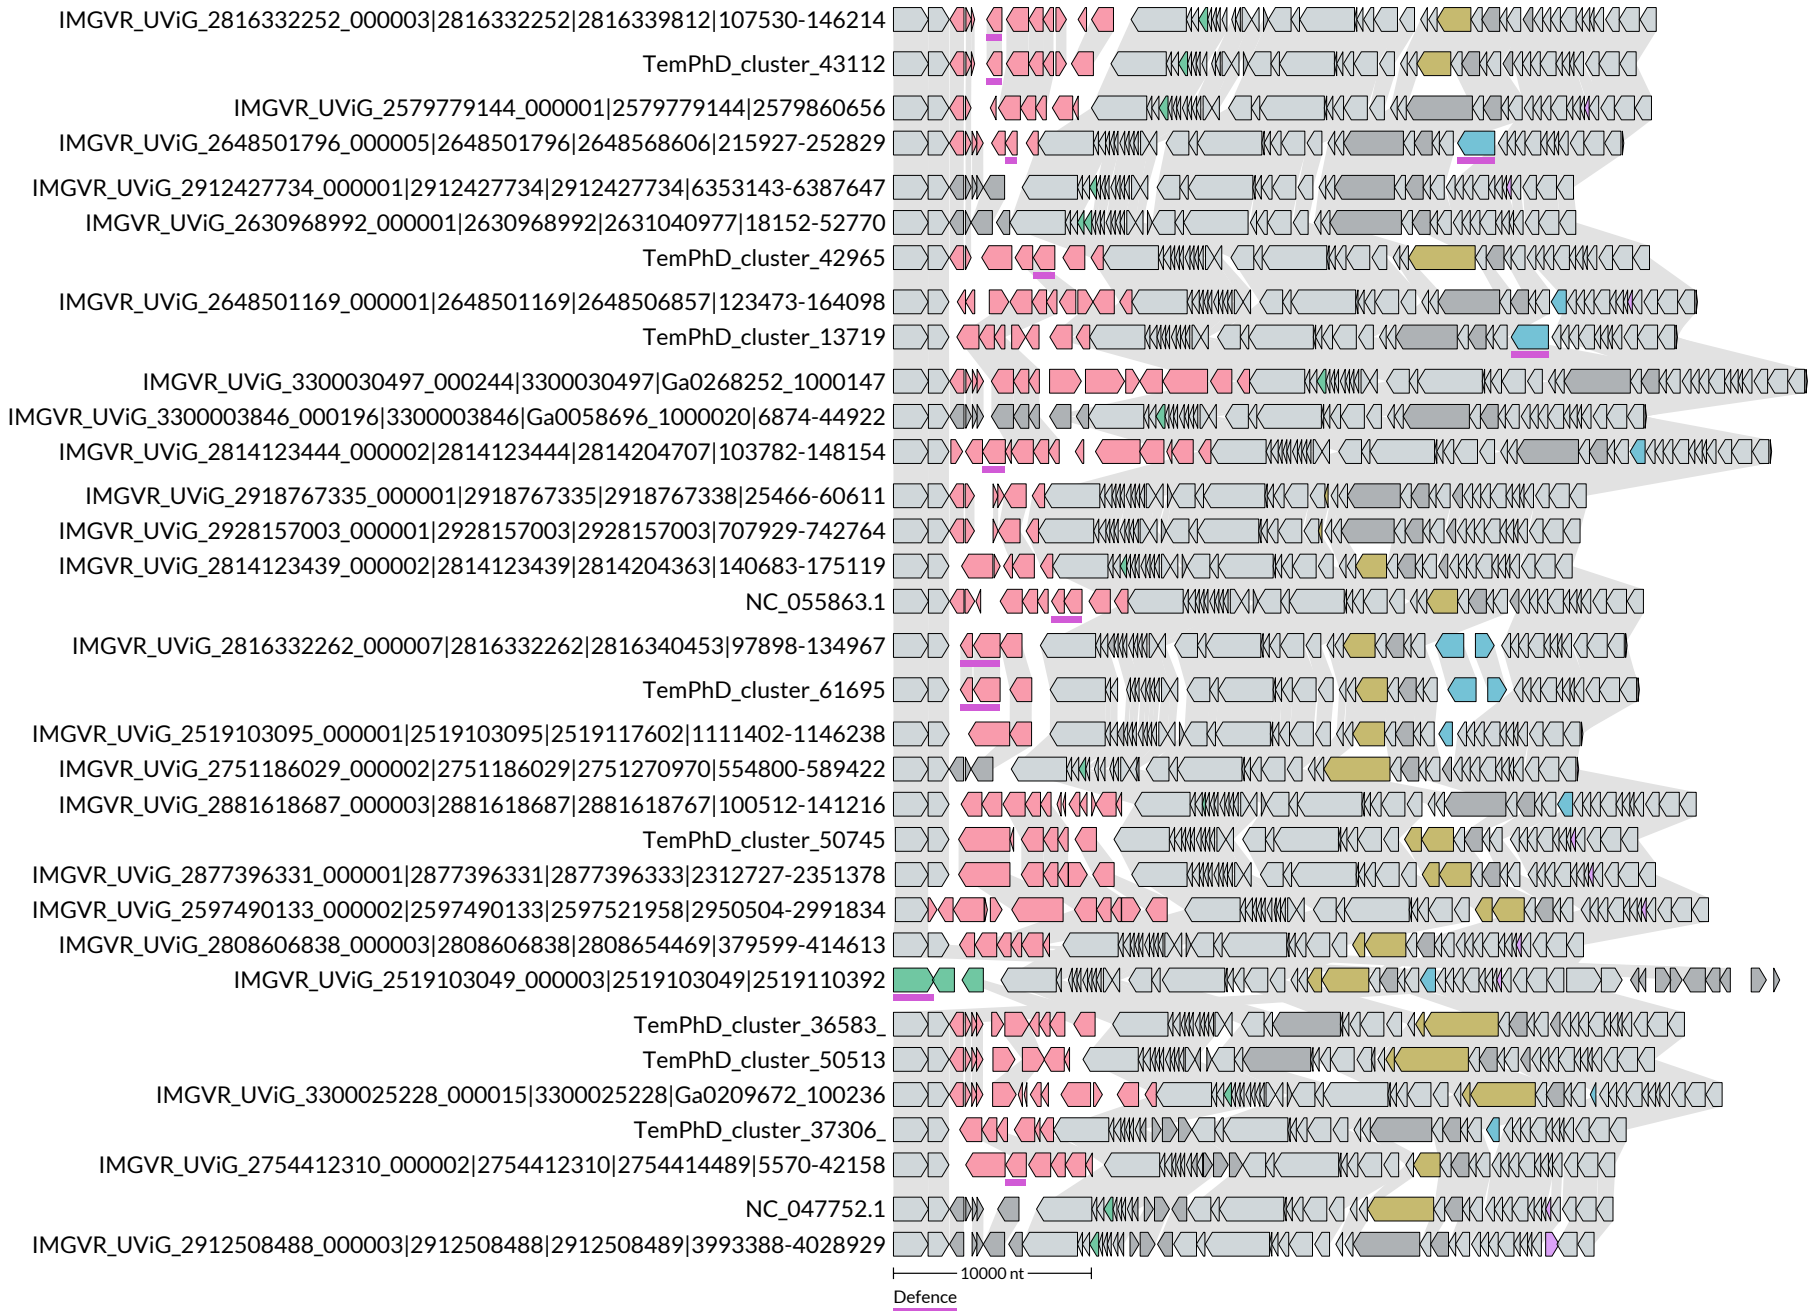 IMGVR_UViG_2816332252_000003|2816332252|2816339812|107530-146214
TemPhD_cluster_43112
IMGVR_UViG_2579779144_000001|2579779144|2579860656
IMGVR_UViG_2648501796_000005|2648501796|2648568606|215927-252829
IMGVR_UViG_2912427734_000001|2912427734|2912427734|6353143-6387647
IMGVR_UViG_2630968992_000001|2630968992|2631040977|18152-52770
TemPhD_cluster_42965
IMGVR_UViG_2648501169_000001|2648501169|2648506857|123473-164098
TemPhD_cluster_13719
IMGVR_UViG_3300030497_000244|3300030497|Ga0268252_1000147
IMGVR_UViG_3300003846_000196|3300003846|Ga0058696_1000020|6874-44922
IMGVR_UViG_2814123444_000002|2814123444|2814204707|103782-148154
IMGVR_UViG_2918767335_000001|2918767335|2918767338|25466-60611
IMGVR_UViG_2928157003_000001|2928157003|2928157003|707929-742764
IMGVR_UViG_2814123439_000002|2814123439|2814204363|140683-175119
NC_055863.1
IMGVR_UViG_2816332262_000007|2816332262|2816340453|97898-134967
TemPhD_cluster_61695
IMGVR_UViG_2519103095_000001|2519103095|2519117602|1111402-1146238
IMGVR_UViG_2751186029_000002|2751186029|2751270970|554800-589422
IMGVR_UViG_2881618687_000003|2881618687|2881618767|100512-141216
TemPhD_cluster_50745
IMGVR_UViG_2877396331_000001|2877396331|2877396333|2312727-2351378
IMGVR_UViG_2597490133_000002|2597490133|2597521958|2950504-2991834
IMGVR_UViG_2808606838_000003|2808606838|2808654469|379599-414613
IMGVR_UViG_2519103049_000003|2519103049|2519110392
TemPhD_cluster_36583_
TemPhD_cluster_50513
IMGVR_UViG_3300025228_000015|3300025228|Ga0209672_100236
TemPhD_cluster_37306_
IMGVR_UViG_2754412310_000002|2754412310|2754414489|5570-42158
NC_047752.1
IMGVR_UViG_2912508488_000003|2912508488|2912508489|3993388-4028929
10000 nt
Defence